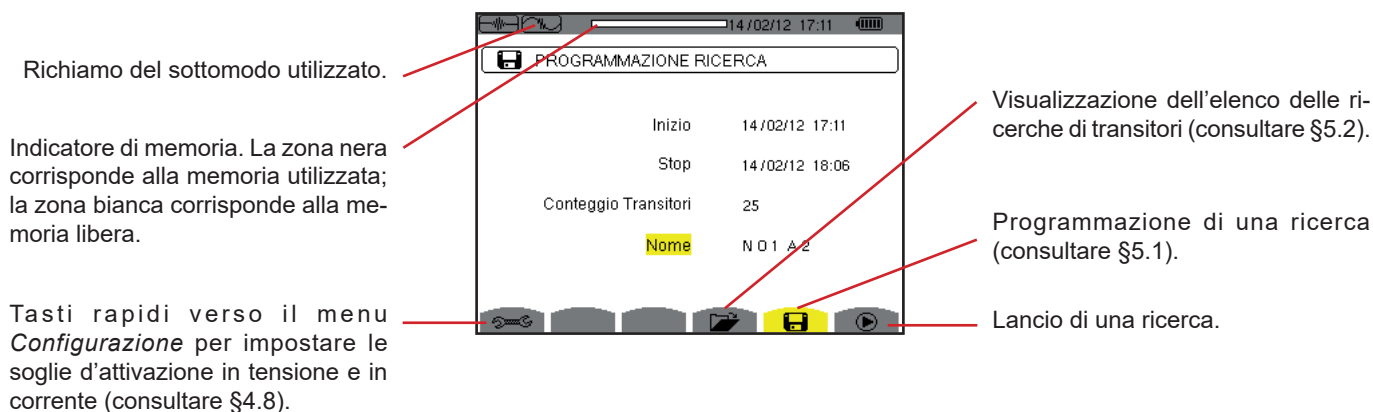 14/02/12 17:11
PROGRAMMAZIONE RICERCA
Inizio 14/02/12 17:11
Stop 14/02/12 18:06
Conteggio Transitori 25
Nome N O 1 A 2
Richiamo del sottomodo utilizzato.
Indicatore di memoria. La zona nera
corrisponde alla memoria utilizzata;
la zona bianca corrisponde alla me-
moria libera.
Tasti rapidi verso il menu
Configurazione per impostare le
soglie d'attivazione in tensione e in
corrente (consultare §4.8).
Visualizzazione dell'elenco delle ri-
cerche di transitori (consultare §5.2).
Programmazione di una ricerca
(consultare §5.1).
Lancio di una ricerca.